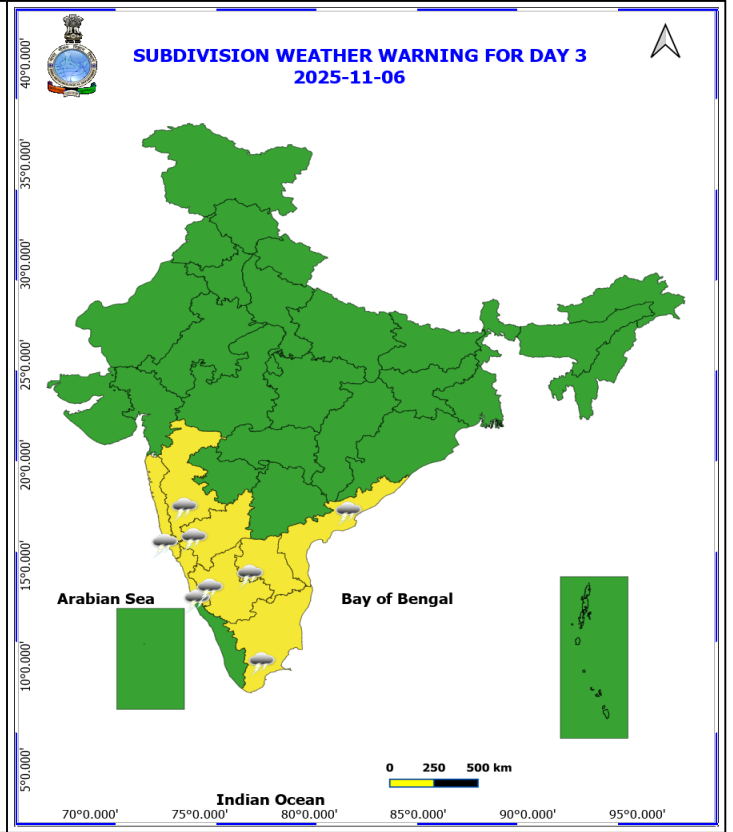 SUBDIVISION WEATHER WARNING FOR DAY 3
2025-11-06
40°0.000'
35°0.000'
30°0.000'
25°0.000'
20°0.000'
15°0.000'
10°0.000'
5°0.000'
Arabian Sea
Bay of Bengal
0 250 500 km
Indian Ocean
70°0.000' 75°0.000' 80°0.000' 85°0.000' 90°0.000' 95°0.000'